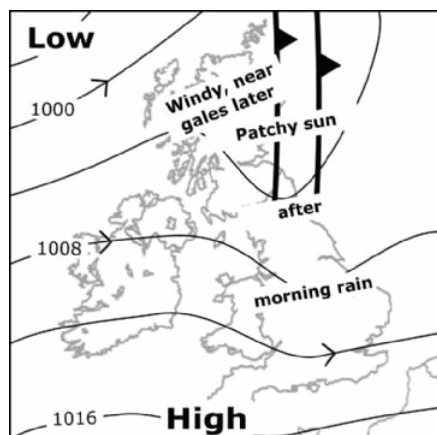 Low
1000
Windy, near
gales later
Patchy sun
after
1008
morning rain
1016
High